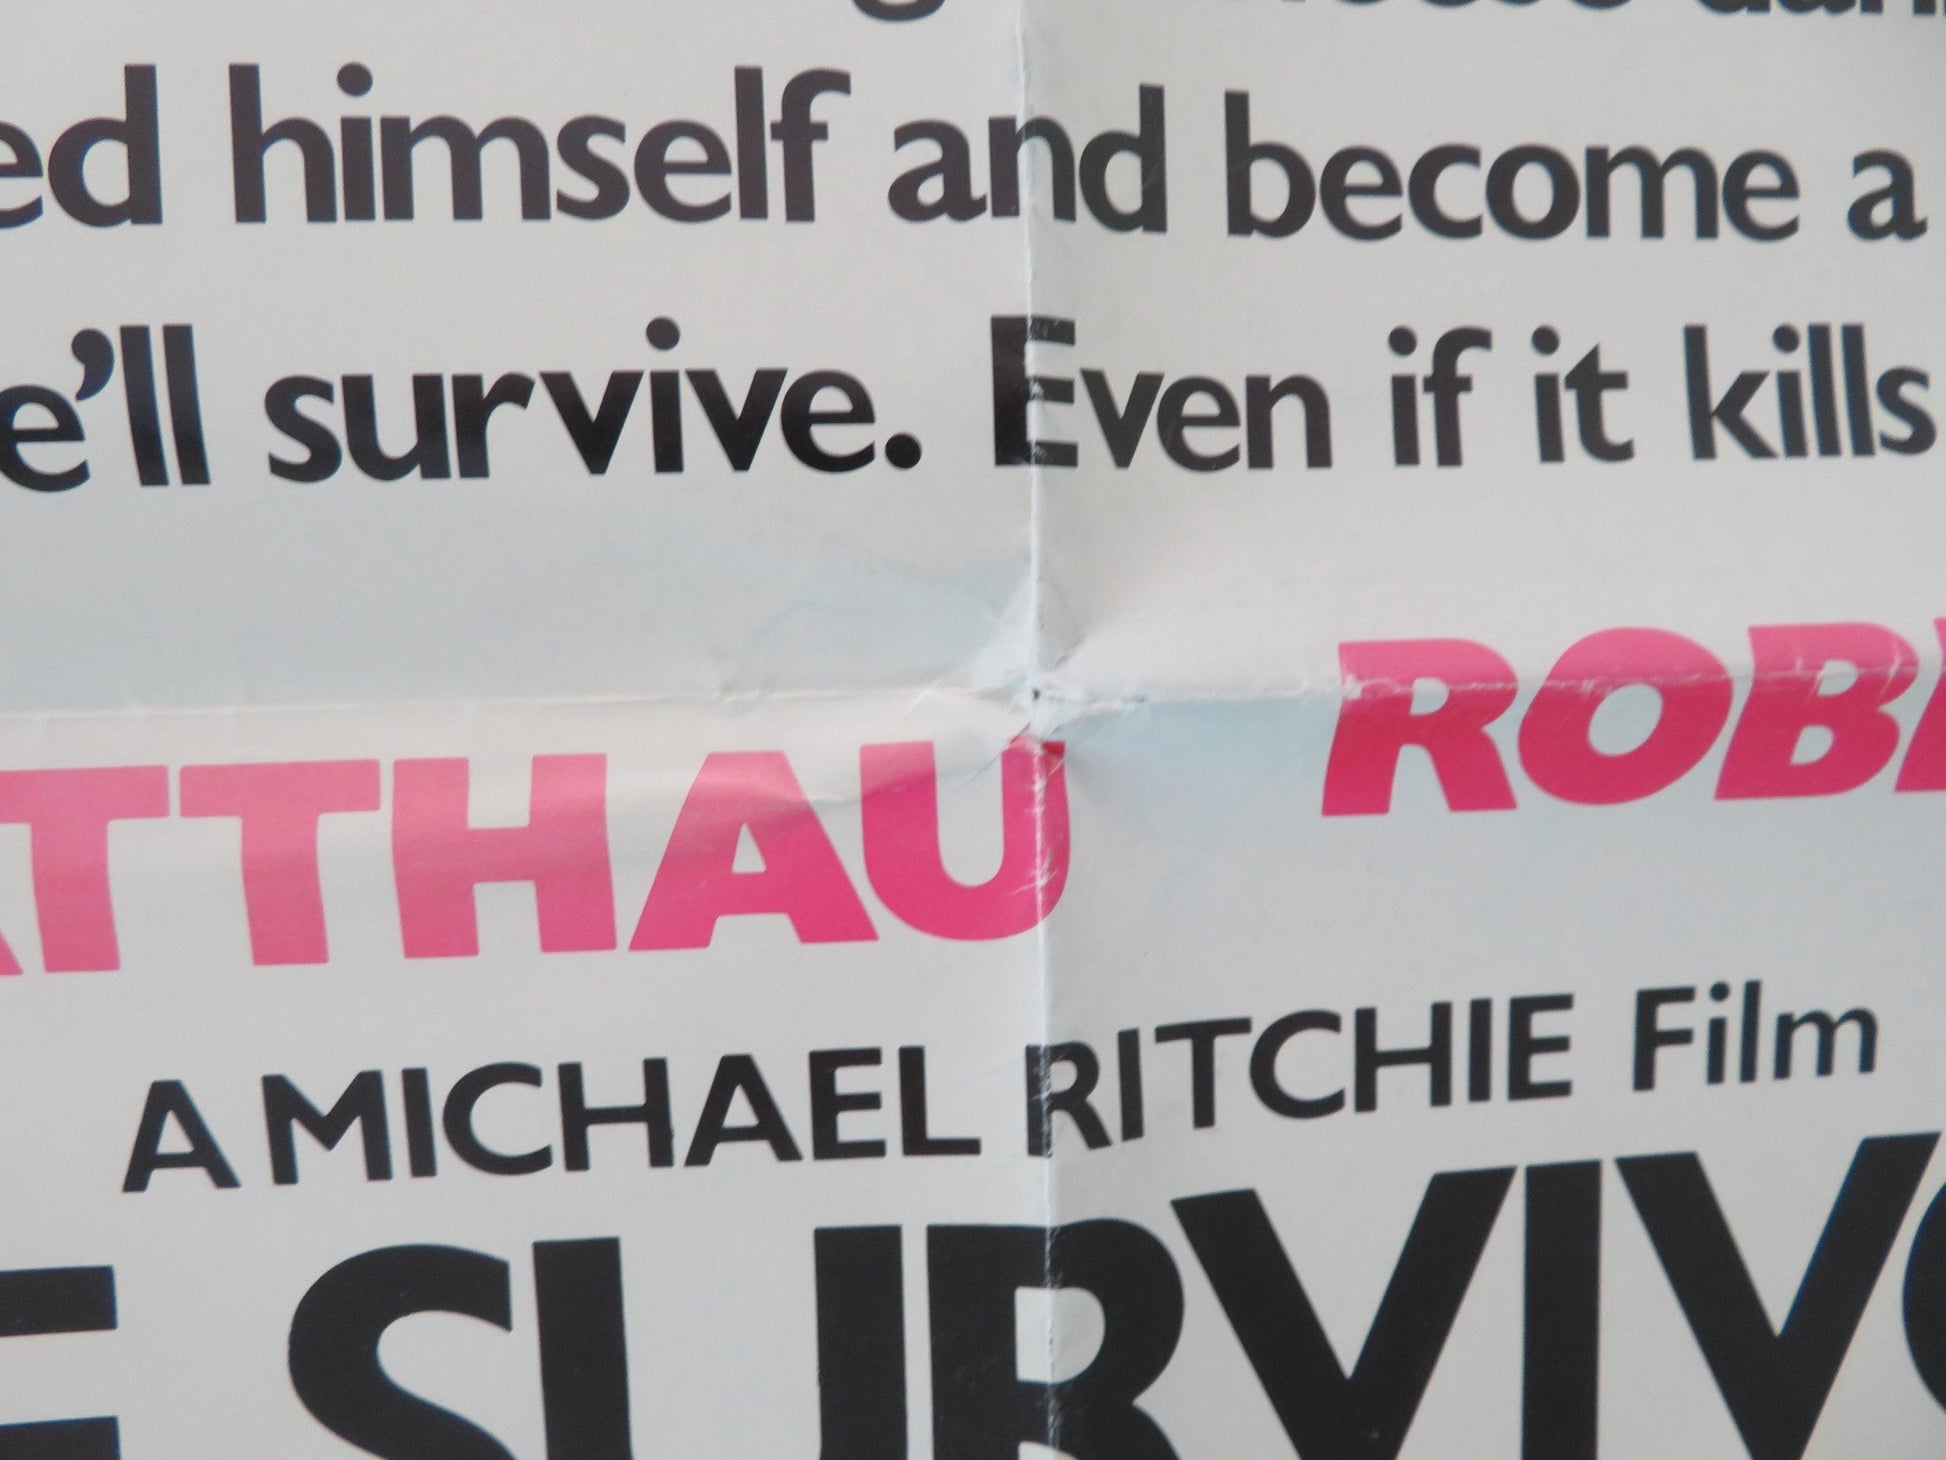 ed himself and become a
e'll survive. Even if it kills
ATTHAU ROB
A MICHAEL RITCHIE Film
E SURVIV